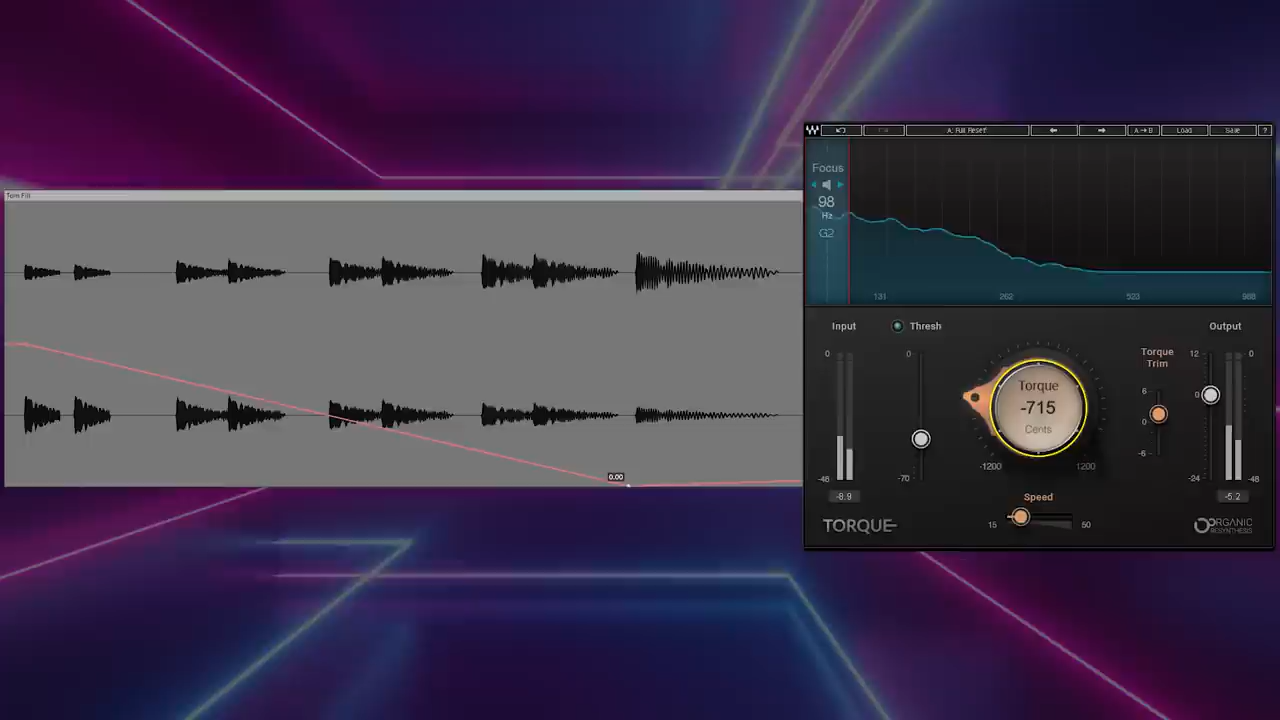 A: Full Reset
A→B
Load
Save
?
Tom Fill
Focus
98
Hz
G2
131
262
523
988
Input
Thresh
Output
0
-48
-8.9
0
-70
Torque
-715
Cents
-1200
1200
Torque
Trim
6
0
-6
12
0
-24
0
-48
-5.2
0.00
Speed
15
50
TORQUE
ORGANIC
RESYNTHESIS